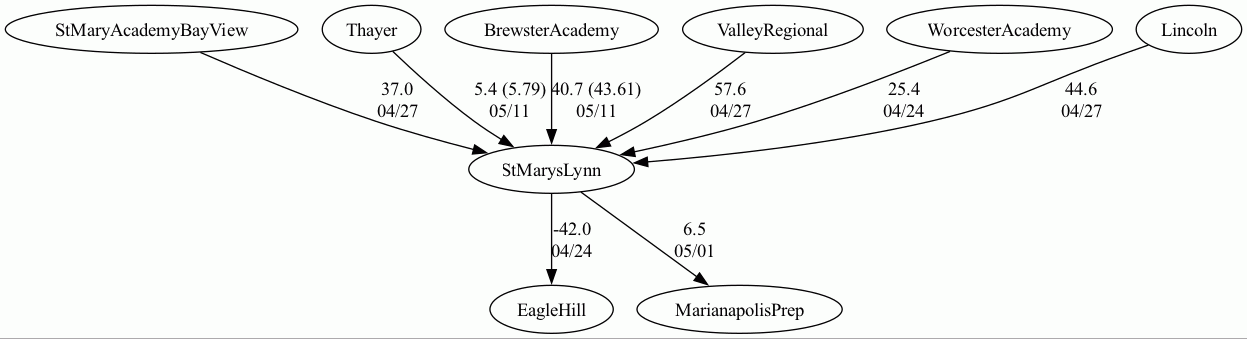 StMaryAcademyBayView
Thayer
BrewsterAcademy
ValleyRegional
WorcesterAcademy
Lincoln
37.0
04/27
5.4 (5.79)
05/11
40.7 (43.61)
05/11
57.6
04/27
25.4
04/24
44.6
04/27
StMarysLynn
-42.0
04/24
6.5
05/01
EagleHill
MarianapolisPrep